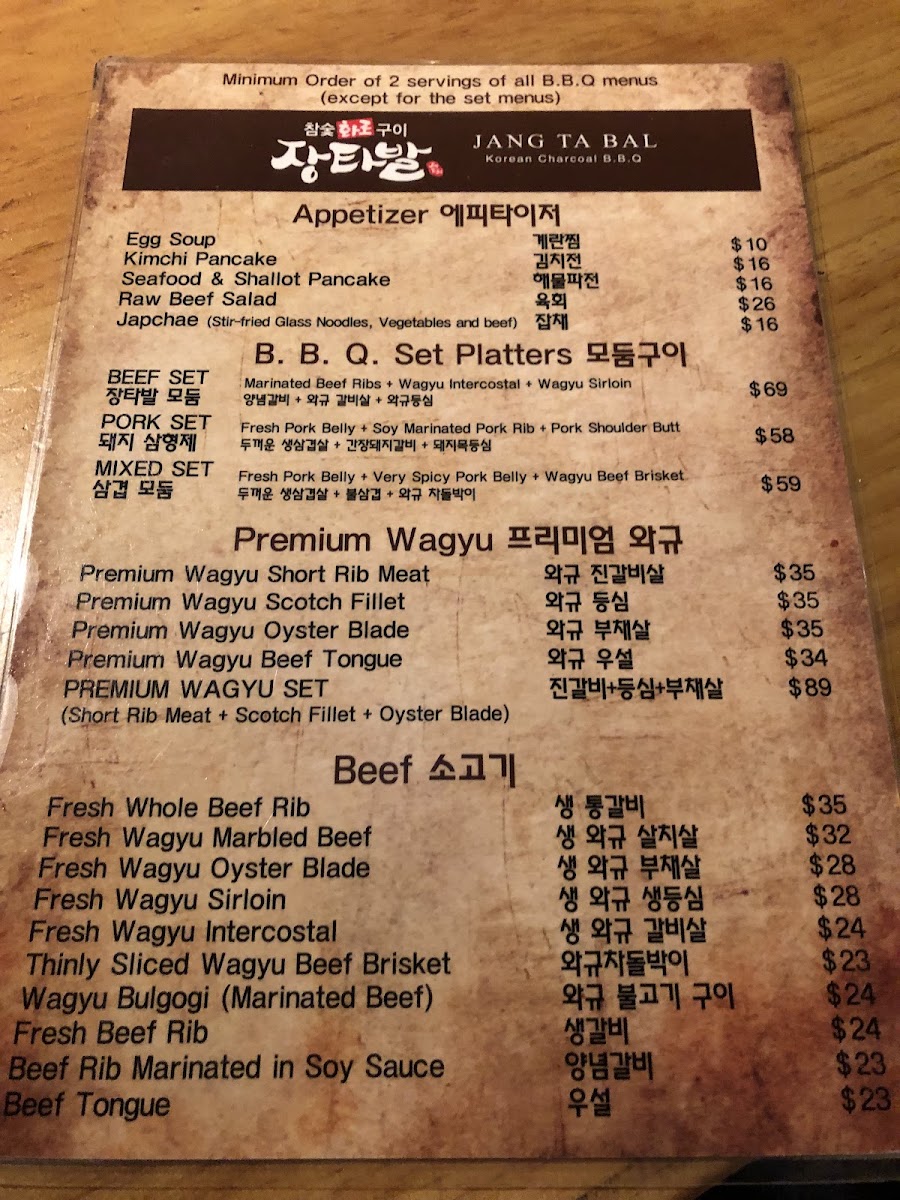 Minimum Order of 2 servings of all B.B.Q menus
(except for the set menus)
참숯 화로 구이
장타발
JANG TA BAL
Korean Charcoal B.B.Q
Appetizer 에피타이저
Egg Soup 계란찜 $10
Kimchi Pancake 김치전 $16
Seafood & Shallot Pancake 해물파전 $16
Raw Beef Salad 육회 $26
Japchae (Stir-fried Glass Noodles, Vegetables and beef) 잡채 $16
B. B. Q. Set Platters 모둠구이
BEEF SET Marinated Beef Ribs + Wagyu Intercostal + Wagyu Sirloin $69
장타발 모둠 양념갈비 + 와규 갈비살 + 와규등심
PORK SET Fresh Pork Belly + Soy Marinated Pork Rib + Pork Shoulder Butt $58
돼지 삼형제 두꺼운 생삼겹살 + 간장돼지갈비 + 돼지목등심
MIXED SET Fresh Pork Belly + Very Spicy Pork Belly + Wagyu Beef Brisket $59
삼겹 모둠 두꺼운 생삼겹살 + 불삼겹 + 와규 차돌박이
Premium Wagyu 프리미엄 와규
Premium Wagyu Short Rib Meat 와규 진갈비살 $35
Premium Wagyu Scotch Fillet 와규 등심 $35
Premium Wagyu Oyster Blade 와규 부채살 $35
Premium Wagyu Beef Tongue 와규 우설 $34
PREMIUM WAGYU SET 진갈비+등심+부채살 $89
(Short Rib Meat + Scotch Fillet + Oyster Blade)
Beef 소고기
Fresh Whole Beef Rib 생 통갈비 $35
Fresh Wagyu Marbled Beef 생 와규 살치살 $32
Fresh Wagyu Oyster Blade 생 와규 부채살 $28
Fresh Wagyu Sirloin 생 와규 생등심 $28
Fresh Wagyu Intercostal 생 와규 갈비살 $24
Thinly Sliced Wagyu Beef Brisket 와규차돌박이 $23
Wagyu Bulgogi (Marinated Beef) 와규 불고기 구이 $24
Fresh Beef Rib 생갈비 $24
Beef Rib Marinated in Soy Sauce 양념갈비 $23
Beef Tongue 우설 $23